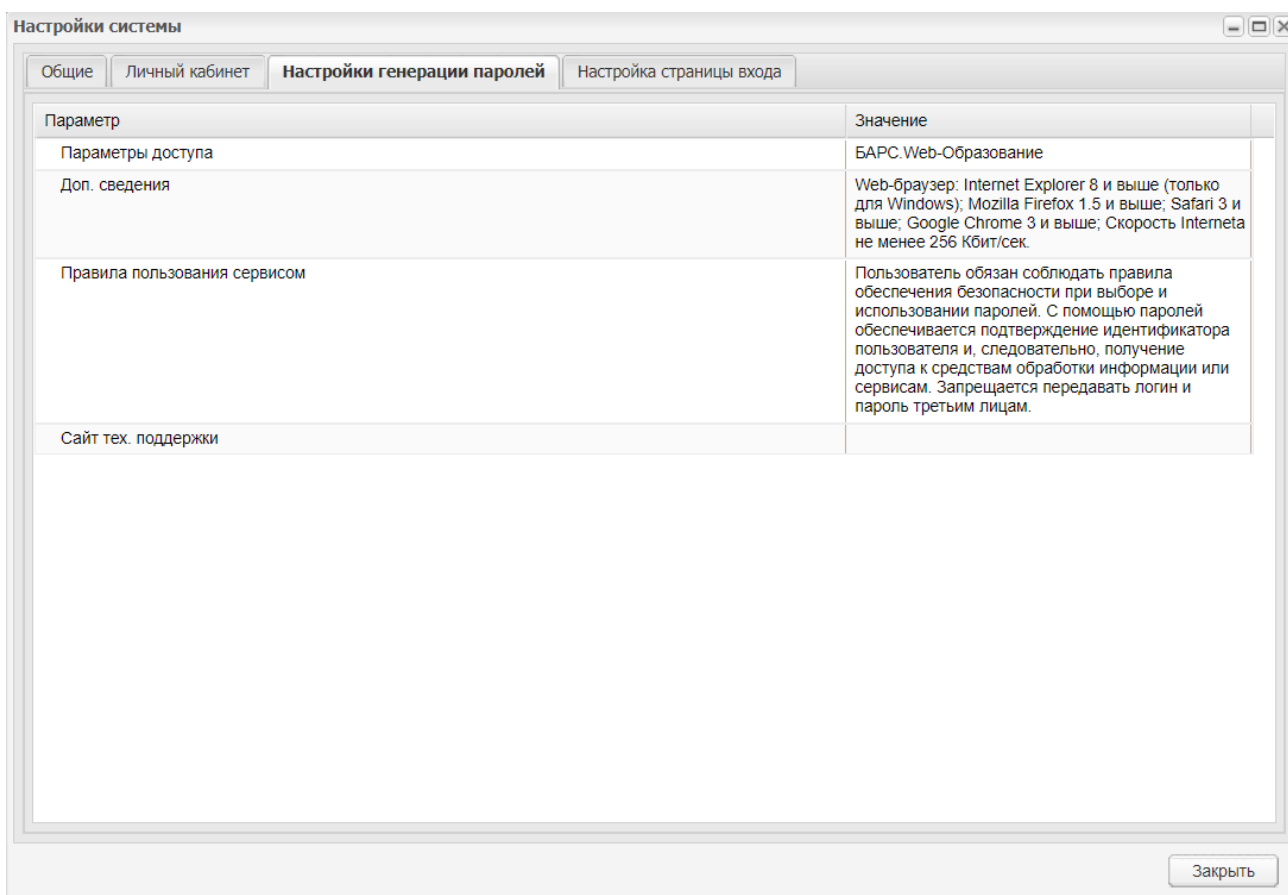 Настройки системы
Общие
Личный кабинет
Настройки генерации паролей
Настройка страницы входа
Параметр
Значение
Параметры доступа
БАРС.Web-Образование
Доп. сведения
Web-браузер: Internet Explorer 8 и выше (только
для Windows); Mozilla Firefox 1.5 и выше; Safari 3 и
выше; Google Chrome 3 и выше; Скорость Interneta
не менее 256 Кбит/сек.
Правила пользования сервисом
Пользователь обязан соблюдать правила
обеспечения безопасности при выборе и
использовании паролей. С помощью паролей
обеспечивается подтверждение идентификатора
пользователя и, следовательно, получение
доступа к средствам обработки информации или
сервисам. Запрещается передавать логин и
пароль третьим лицам.
Сайт тех. поддержки
Закрыть